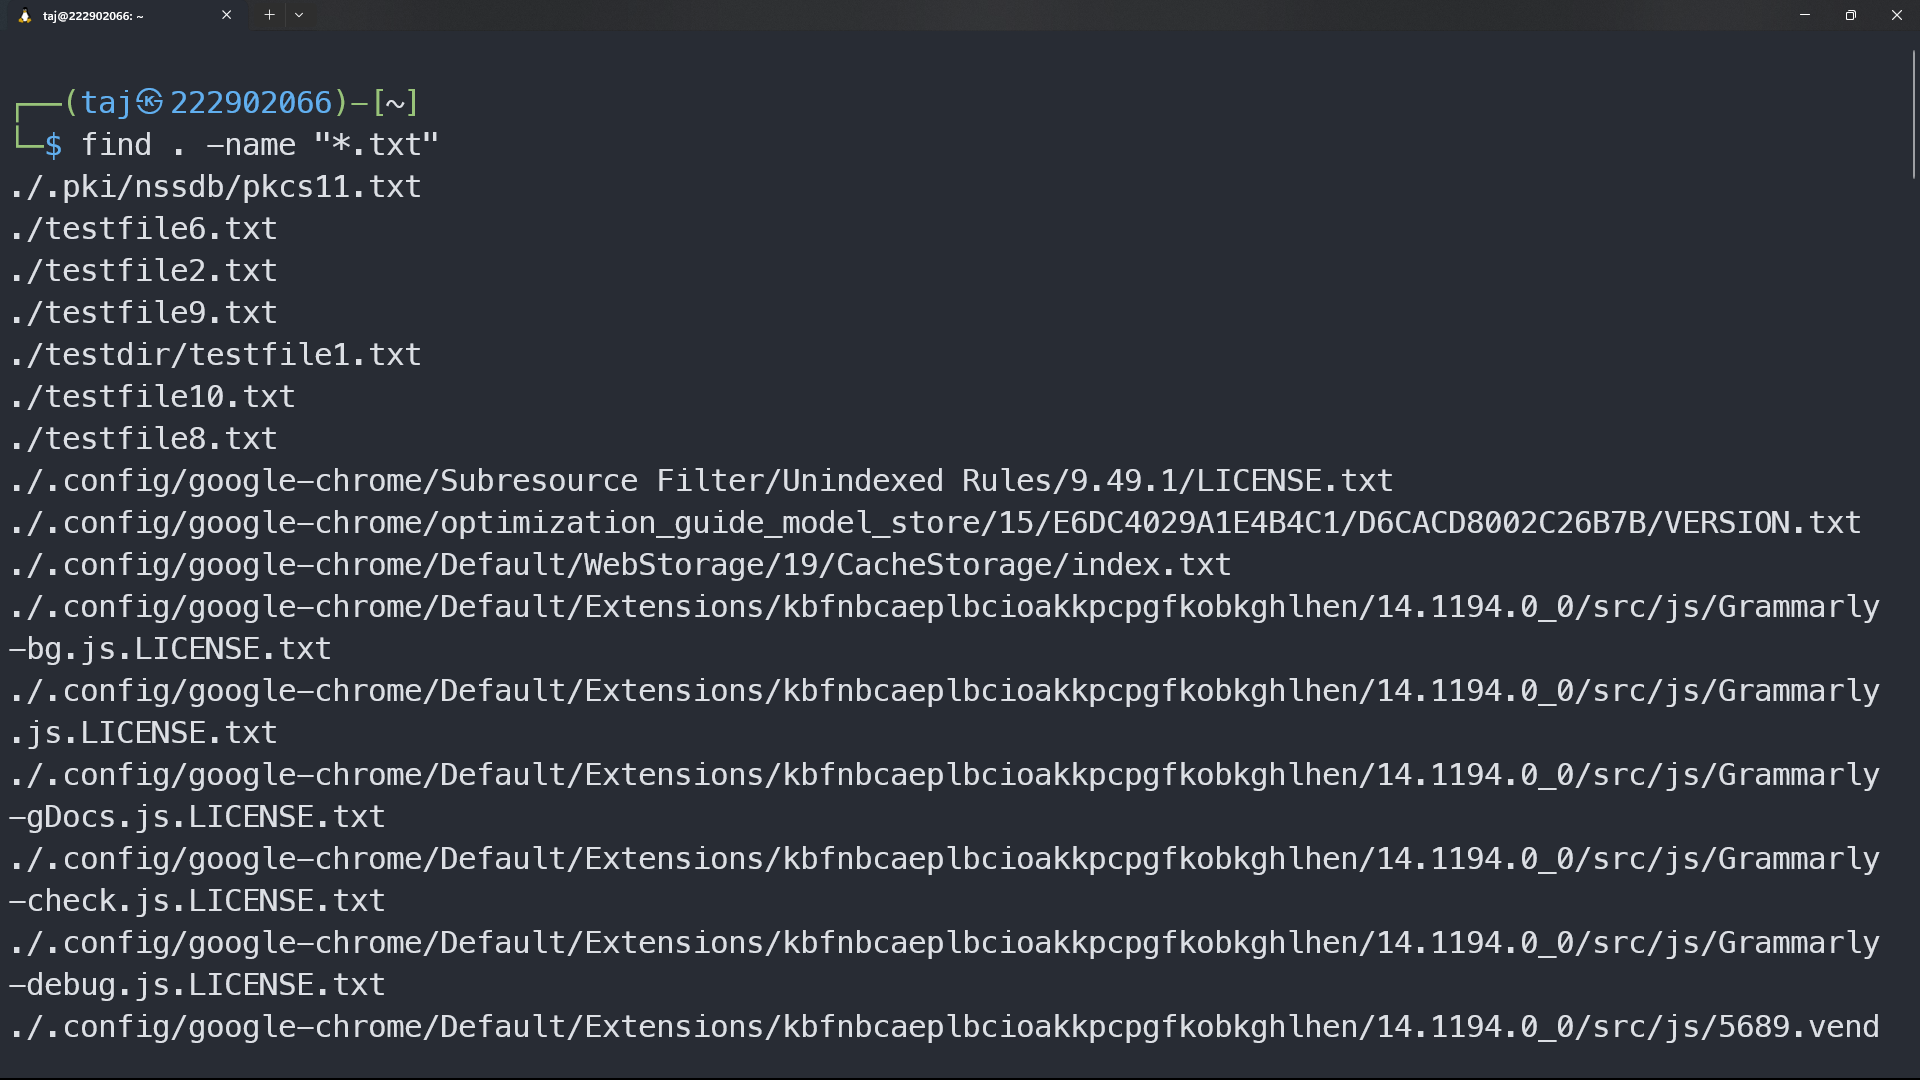 taj@222902066: ~
┌──(taj㉿222902066)-[~]
└─$ find . -name "*.txt"
./.pki/nssdb/pkcs11.txt
./testfile6.txt
./testfile2.txt
./testfile9.txt
./testdir/testfile1.txt
./testfile10.txt
./testfile8.txt
./.config/google-chrome/Subresource Filter/Unindexed Rules/9.49.1/LICENSE.txt
./.config/google-chrome/optimization_guide_model_store/15/E6DC4029A1E4B4C1/D6CACD8002C26B7B/VERSION.txt
./.config/google-chrome/Default/WebStorage/19/CacheStorage/index.txt
./.config/google-chrome/Default/Extensions/kbfnbcaeplbcioakkpcpgfkobkghlhen/14.1194.0_0/src/js/Grammarly
-bg.js.LICENSE.txt
./.config/google-chrome/Default/Extensions/kbfnbcaeplbcioakkpcpgfkobkghlhen/14.1194.0_0/src/js/Grammarly
.js.LICENSE.txt
./.config/google-chrome/Default/Extensions/kbfnbcaeplbcioakkpcpgfkobkghlhen/14.1194.0_0/src/js/Grammarly
-gDocs.js.LICENSE.txt
./.config/google-chrome/Default/Extensions/kbfnbcaeplbcioakkpcpgfkobkghlhen/14.1194.0_0/src/js/Grammarly
-check.js.LICENSE.txt
./.config/google-chrome/Default/Extensions/kbfnbcaeplbcioakkpcpgfkobkghlhen/14.1194.0_0/src/js/Grammarly
-debug.js.LICENSE.txt
./.config/google-chrome/Default/Extensions/kbfnbcaeplbcioakkpcpgfkobkghlhen/14.1194.0_0/src/js/5689.vend